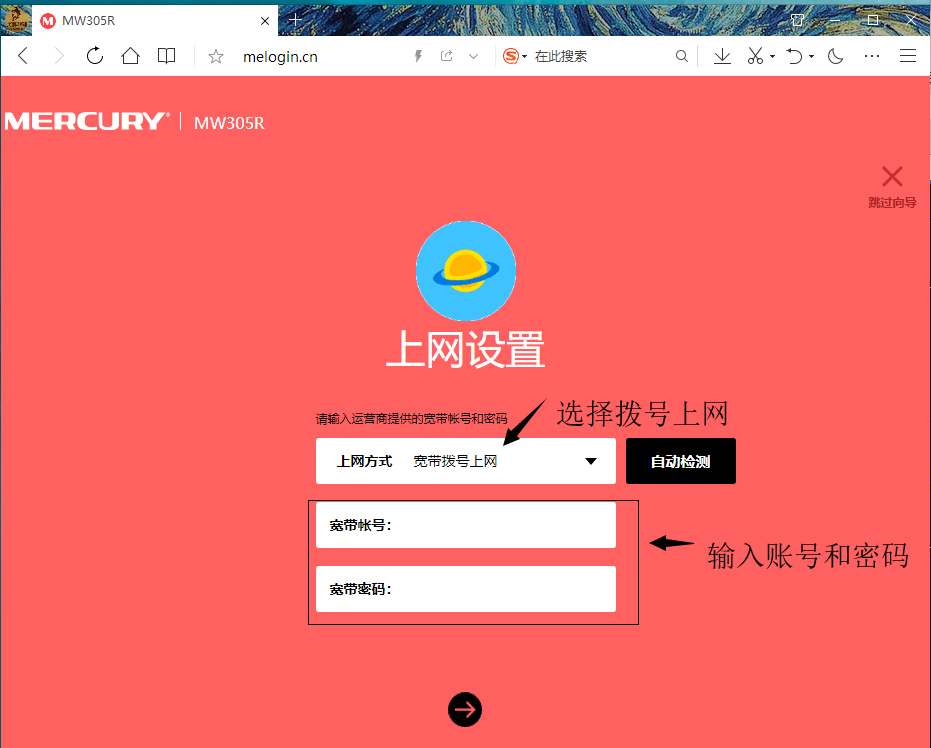 MW305R
melogin.cn
在此搜索
MERCURY® | MW305R
跳过向导
上网设置
请输入运营商提供的宽带帐号和密码
选择拨号上网
上网方式 宽带拨号上网
自动检测
宽带帐号：
输入账号和密码
宽带密码：